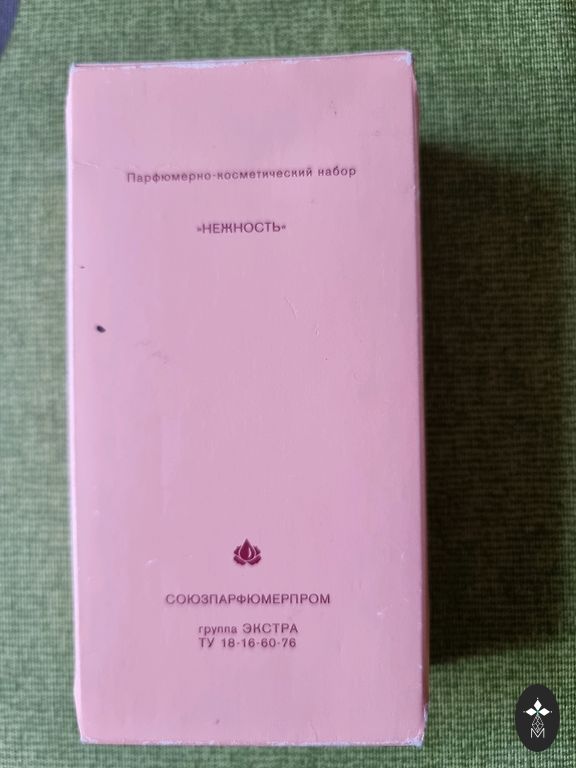 Парфюмерно-косметический набор
»НЕЖНОСТЬ«
СОЮЗПАРФЮМЕРПРОМ
группа ЭКСТРА
ТУ 18-16-60-76
M